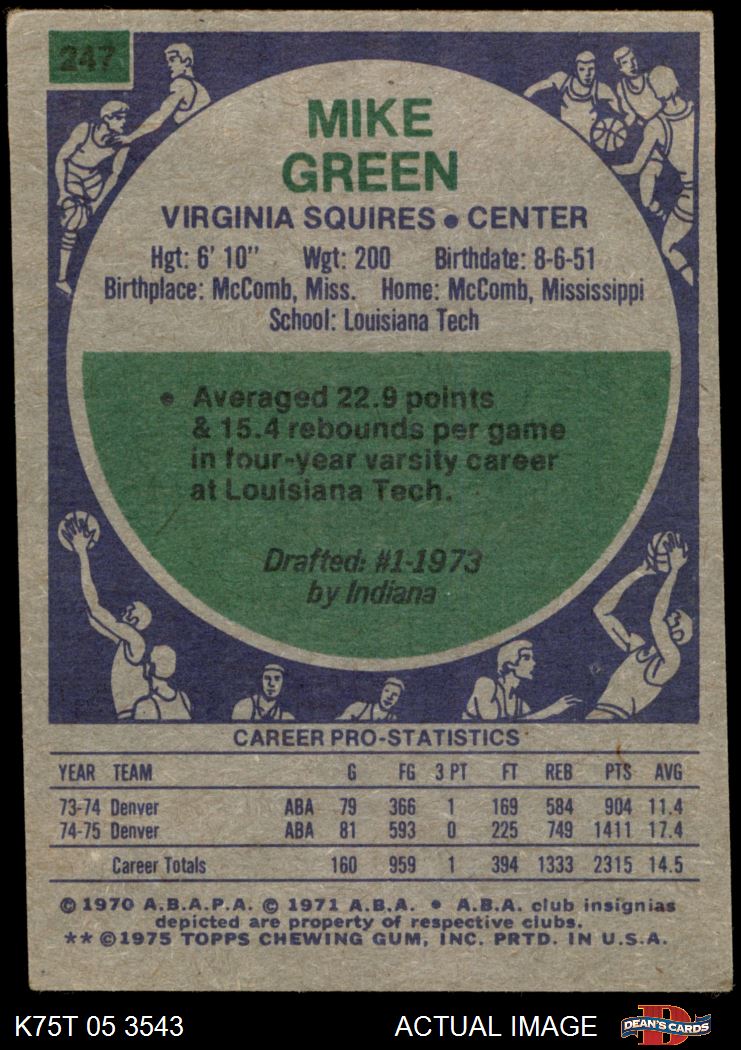 247
MIKE
GREEN
VIRGINIA SQUIRES • CENTER
Hgt: 6' 10" Wgt: 200 Birthdate: 8-6-51
Birthplace: McComb, Miss. Home: McComb, Mississippi
School: Louisiana Tech
• Averaged 22.9 points
& 15.4 rebounds per game
in four-year varsity career
at Louisiana Tech.
Drafted: #1-1973
by Indiana
CAREER PRO-STATISTICS
YEAR TEAM G FG 3 PT FT REB PTS AVG
73-74 Denver ABA 79 366 1 169 584 904 11.4
74-75 Denver ABA 81 593 0 225 749 1411 17.4
Career Totals 160 959 1 394 1333 2315 14.5
© 1970 A.B.A.P.A. © 1971 A.B.A. • A.B.A. club insignias
depicted are property of respective clubs.
** © 1975 TOPPS CHEWING GUM, INC. PRTD. IN U.S.A.
K75T 05 3543 ACTUAL IMAGE D DEAN'S CARDS